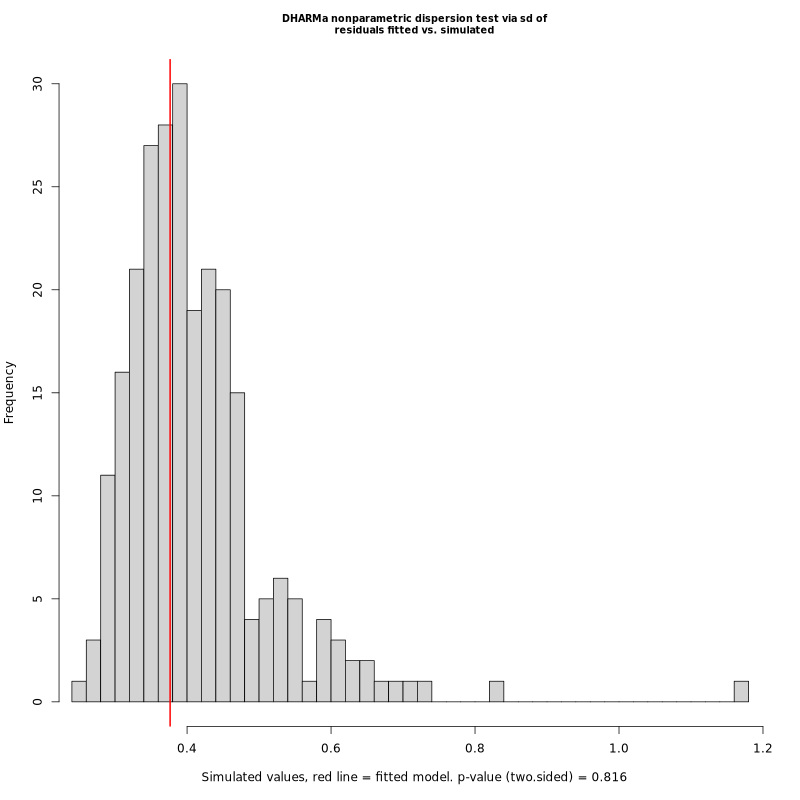 DHARMa nonparametric dispersion test via sd of
residuals fitted vs. simulated
30
25
20
15
10
5
0
Frequency
0.4 0.6 0.8 1.0 1.2
Simulated values, red line = fitted model. p-value (two.sided) = 0.816